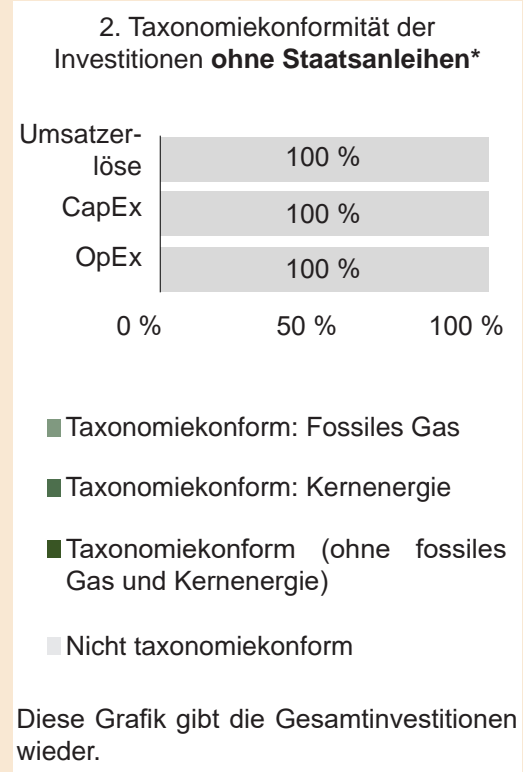 2. Taxonomiekonformität der
Investitionen ohne Staatsanleihen*
Umsatzer-
löse
100 %
CapEx
100 %
OpEx
100 %
0 % 50 % 100 %
Taxonomiekonform: Fossiles Gas
Taxonomiekonform: Kernenergie
Taxonomiekonform (ohne fossiles
Gas und Kernenergie)
Nicht taxonomiekonform
Diese Grafik gibt die Gesamtinvestitionen
wieder.